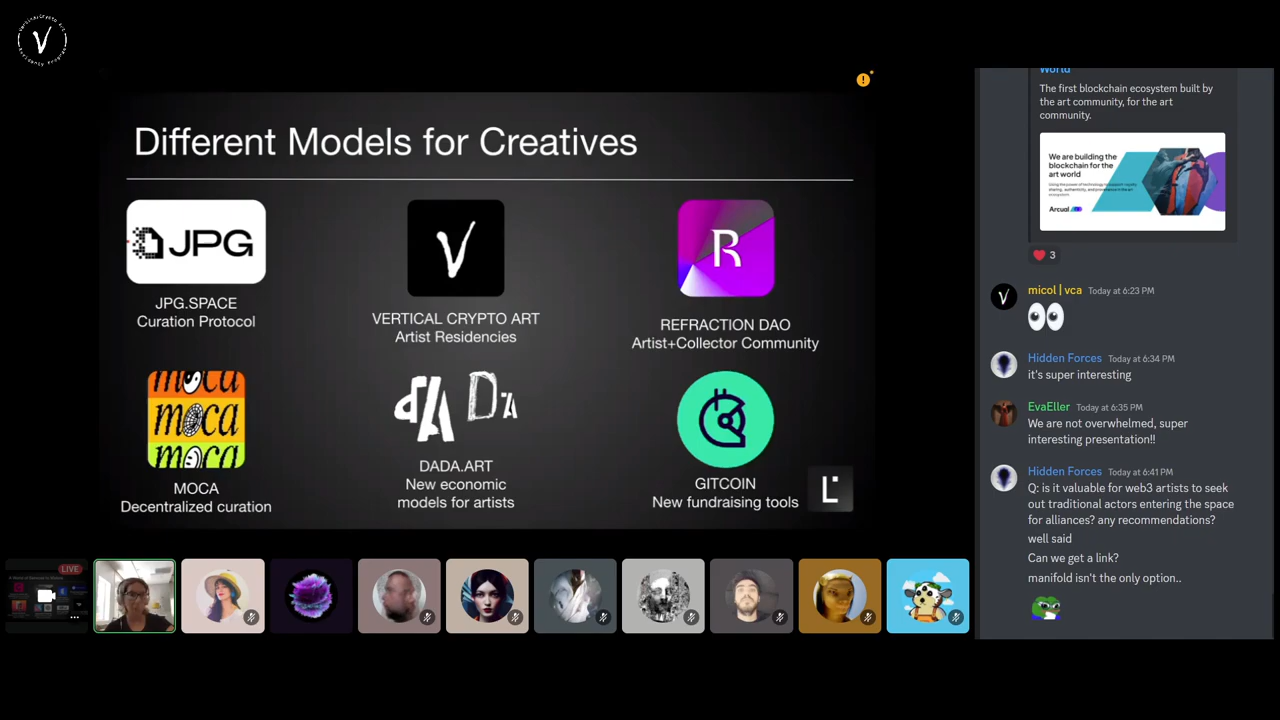 V
Different Models for Creatives
JPG
JPG.SPACE
Curation Protocol
V
VERTICAL CRYPTO ART
Artist Residencies
R
REFRACTION DAO
Artist+Collector Community
moca
moca
moca
MOCA
Decentralized curation
dA Da
DADA.ART
New economic
models for artists
GITCOIN
New fundraising tools
L
LIVE
World
The first blockchain ecosystem built by
the art community, for the art
community.
We are building the
blockchain for the
art world
Arcual
3
micol | vca Today at 6:23 PM
Hidden Forces Today at 6:34 PM
it's super interesting
EvaEller Today at 6:35 PM
We are not overwhelmed, super
interesting presentation!!
Hidden Forces Today at 6:41 PM
Q: is it valuable for web3 artists to seek
out traditional actors entering the space
for alliances? any recommendations?
well said
Can we get a link?
manifold isn't the only option..